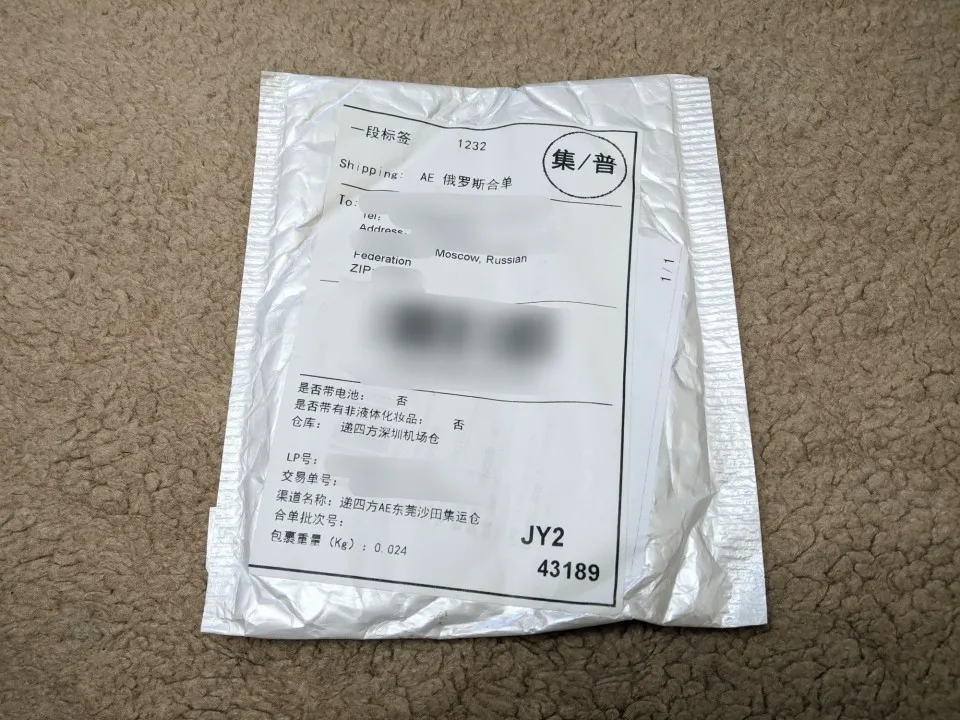 一段标签 1232
集/普
Shipping: AE 俄罗斯合单
To:
Tel:
Address:
Moscow, Russian
Federation
ZIP
1/1
是否带电池: 否
是否带有非液体化妆品: 否
仓库: 递四方深圳机场仓
LP号:
交易单号:
渠道名称: 递四方AE东莞沙田集运仓
合单批次号:
包裹重量 (Kg) : 0.024
JY2
43189